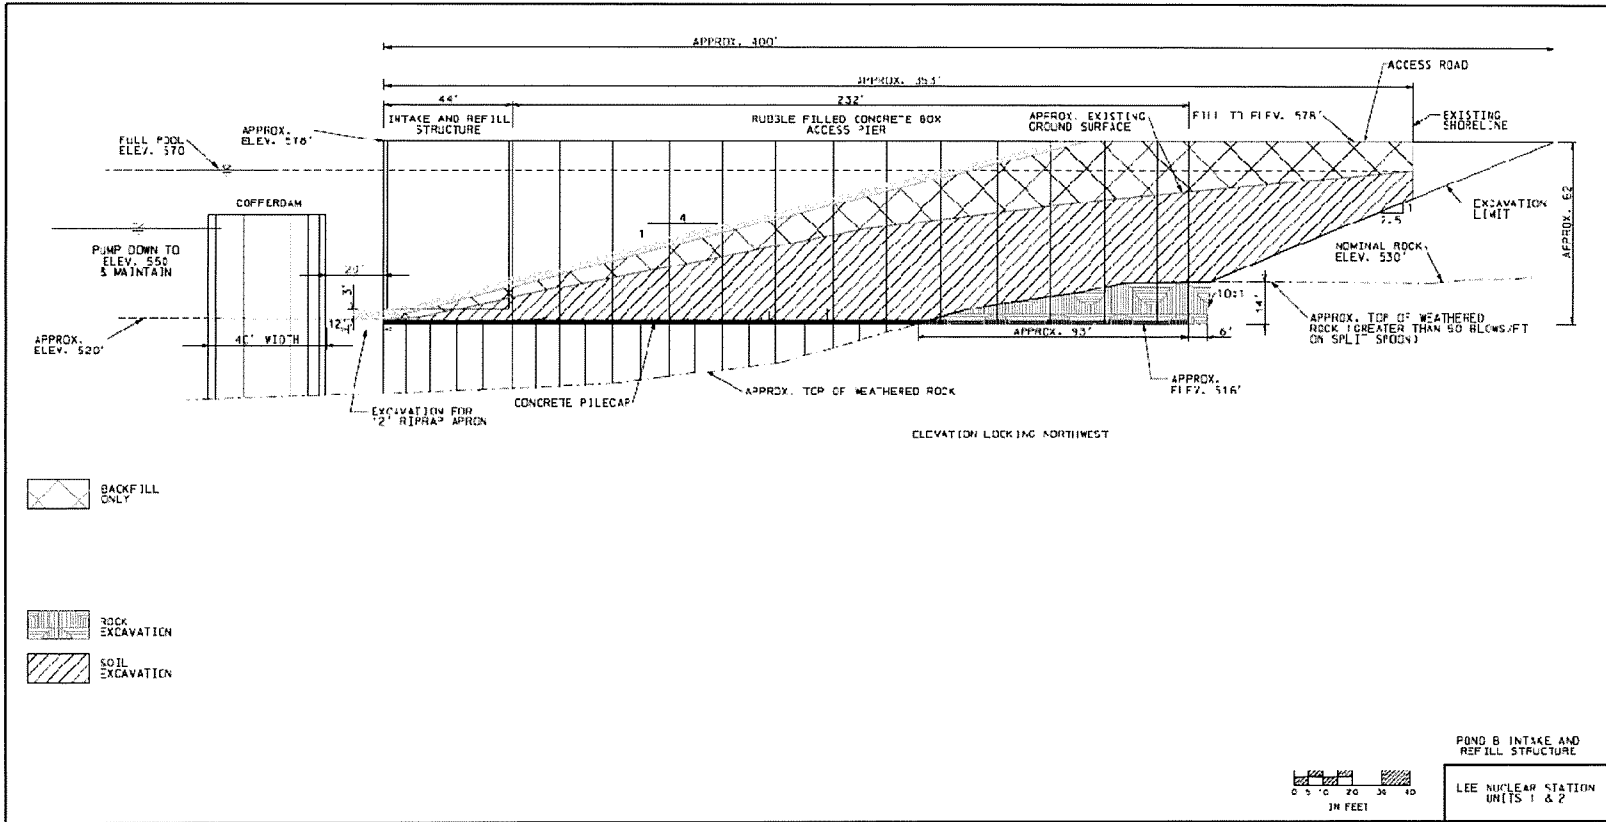 APPROX. 400'
APPROX. 353'
ACCESS ROAD
44'
232'
INTAKE AND REFILL
STRUCTURE
RUBBLE FILLED CONCRETE BOX
ACCESS PIER
APPROX. EXISTING
GROUND SURFACE
FILL TO ELEV. 578'
EXISTING
SHORELINE
FULL POOL
ELEV. 570
APPROX.
ELEV. 578'
COFFERDAM
PUMP DOWN TO
ELEV. 550
& MAINTAIN
4
1
1
2.5
EXCAVATION
LIMIT
APPROX. 62
NOMINAL ROCK
ELEV. 530'
20'
3'
12"
APPROX.
ELEV. 520'
40' WIDTH
10:1
14'
APPROX. 93'
6'
APPROX. TOP OF WEATHERED
ROCK (GREATER THAN 50 BLOWS/FT
ON SPLIT SPOON)
APPROX.
ELEV. 516'
EXCAVATION FOR
12" RIPRAP APRON
CONCRETE PILECAP
APPROX. TOP OF WEATHERED ROCK
ELEVATION LOOKING NORTHWEST
BACKFILL
ONLY
ROCK
EXCAVATION
SOIL
EXCAVATION
POND B INTAKE AND
REFILL STRUCTURE
0 5 10 20 30 40
IN FEET
LEE NUCLEAR STATION
UNITS 1 & 2